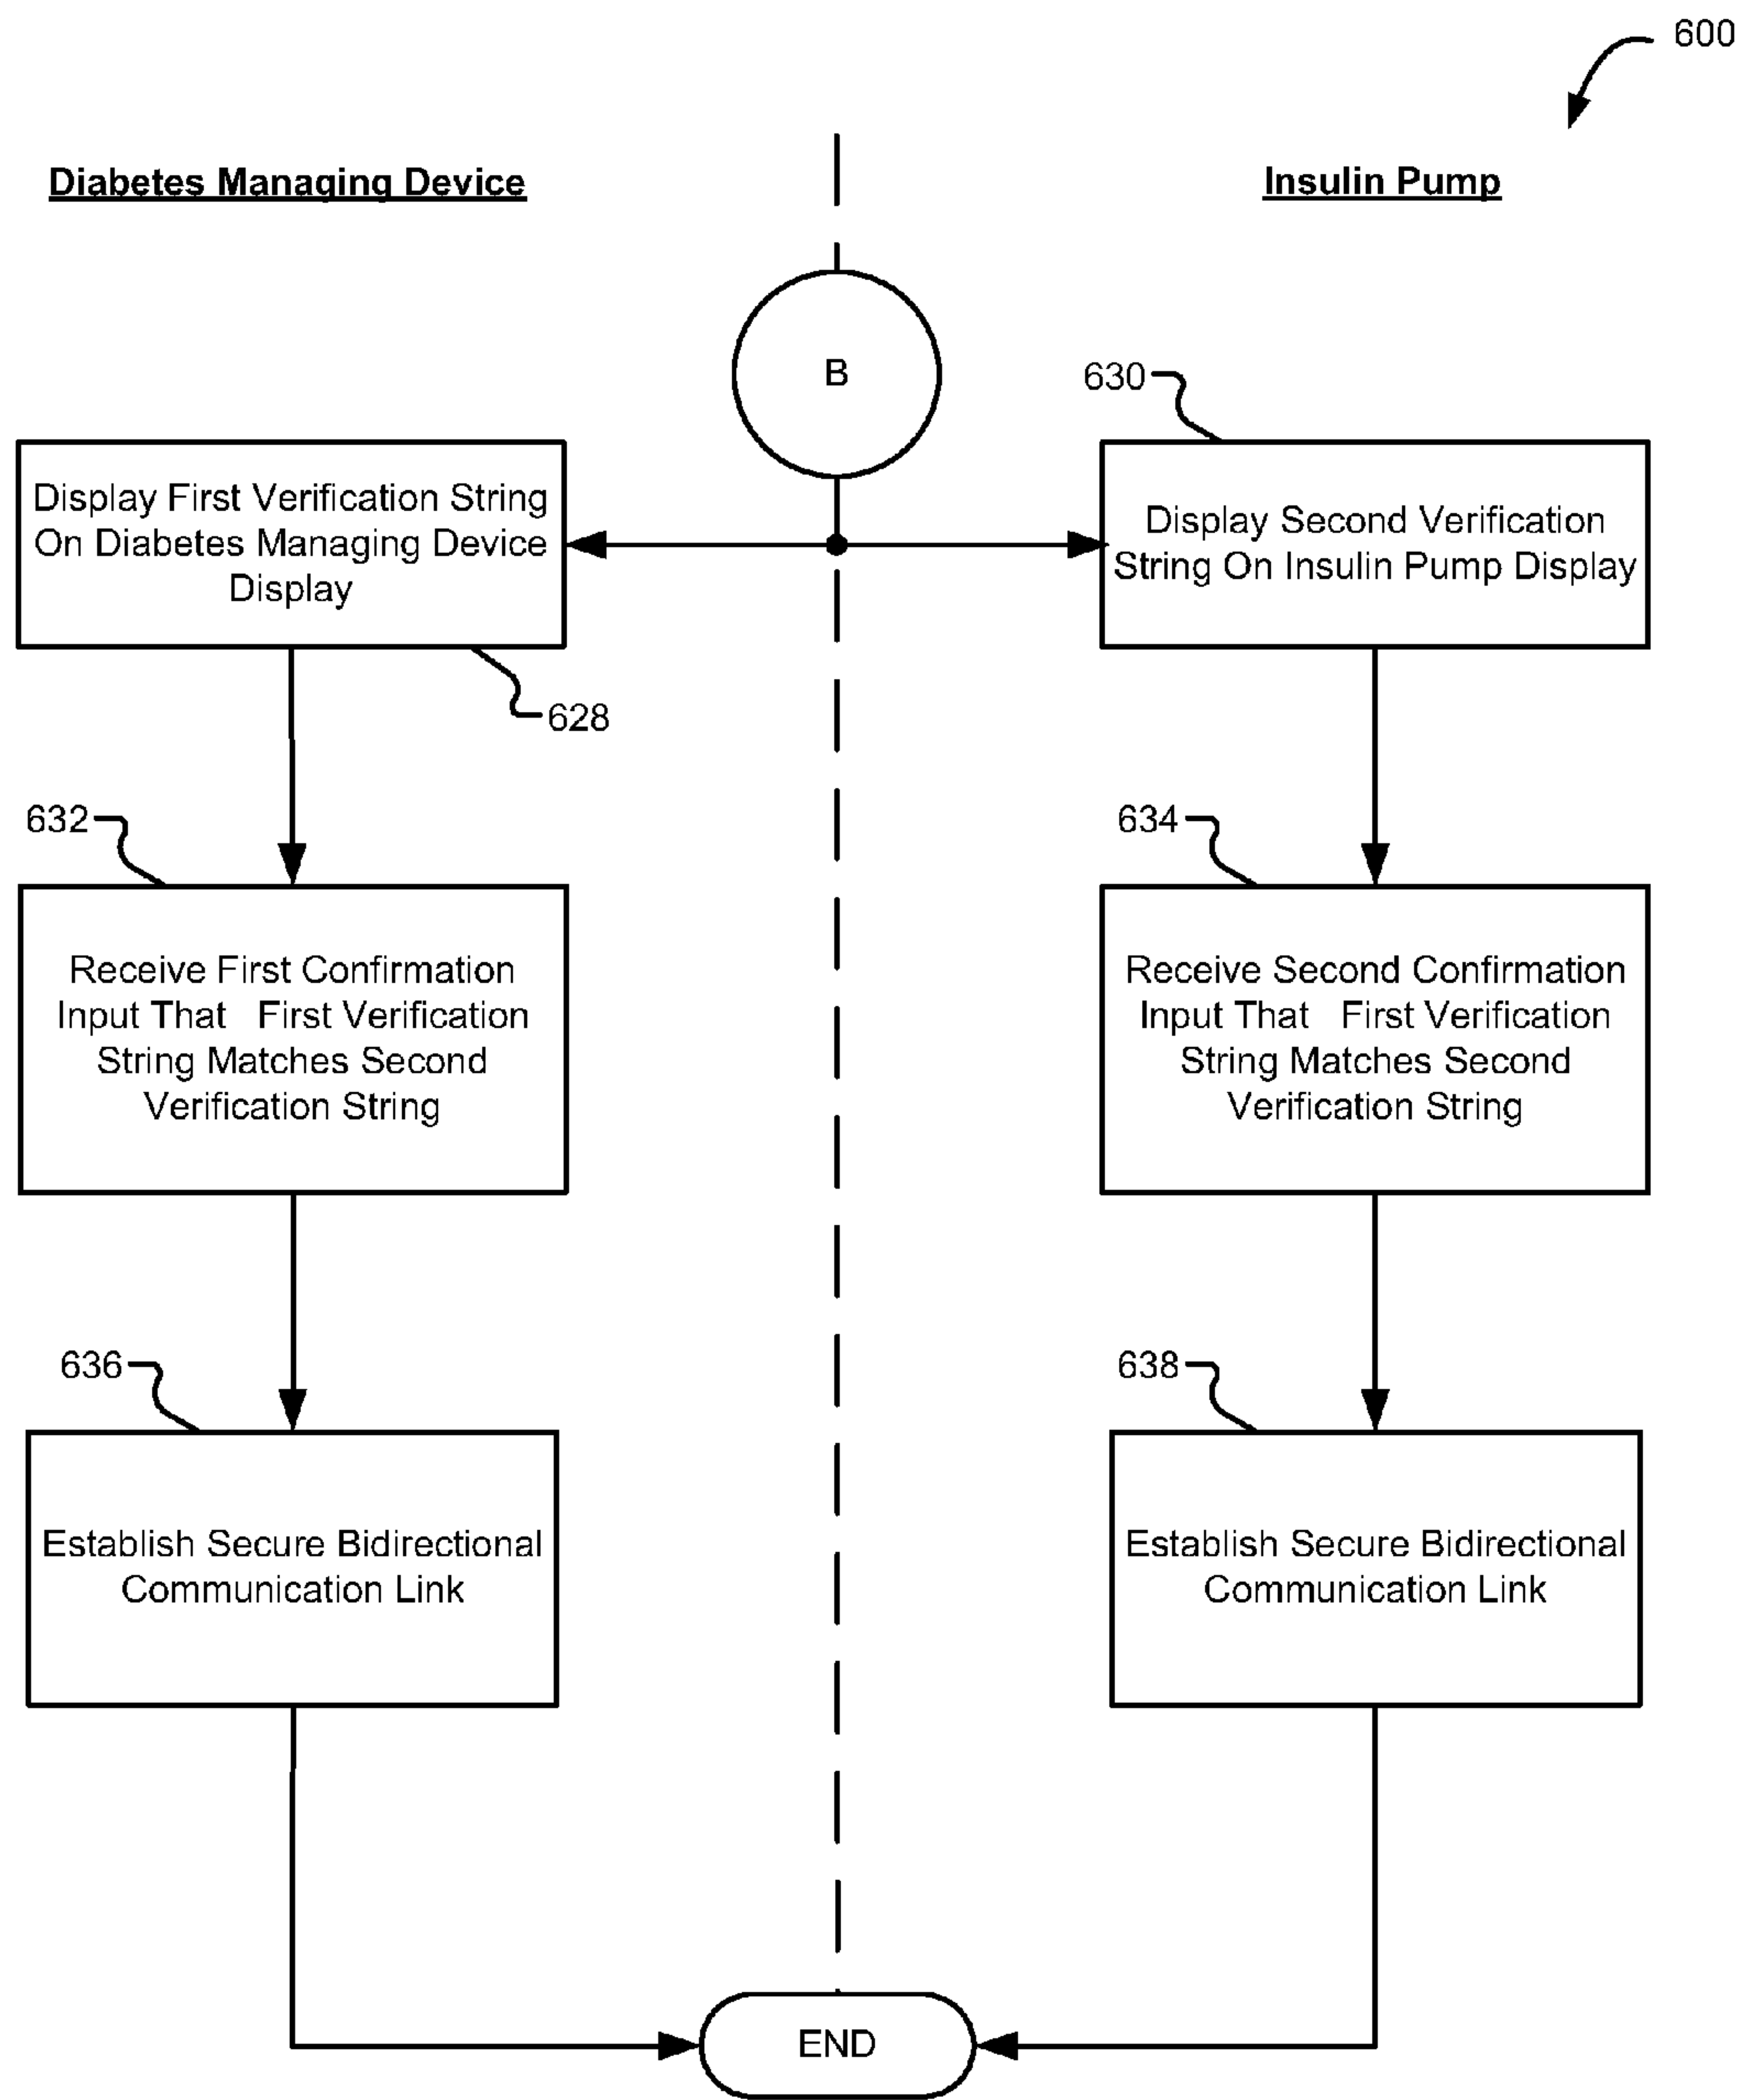 600
Diabetes Managing Device
Insulin Pump
B
630
Display First Verification String
On Diabetes Managing Device
Display
628
Display Second Verification
String On Insulin Pump Display
632
634
Receive First Confirmation
Input That First Verification
String Matches Second
Verification String
Receive Second Confirmation
Input That First Verification
String Matches Second
Verification String
636
638
Establish Secure Bidirectional
Communication Link
Establish Secure Bidirectional
Communication Link
END